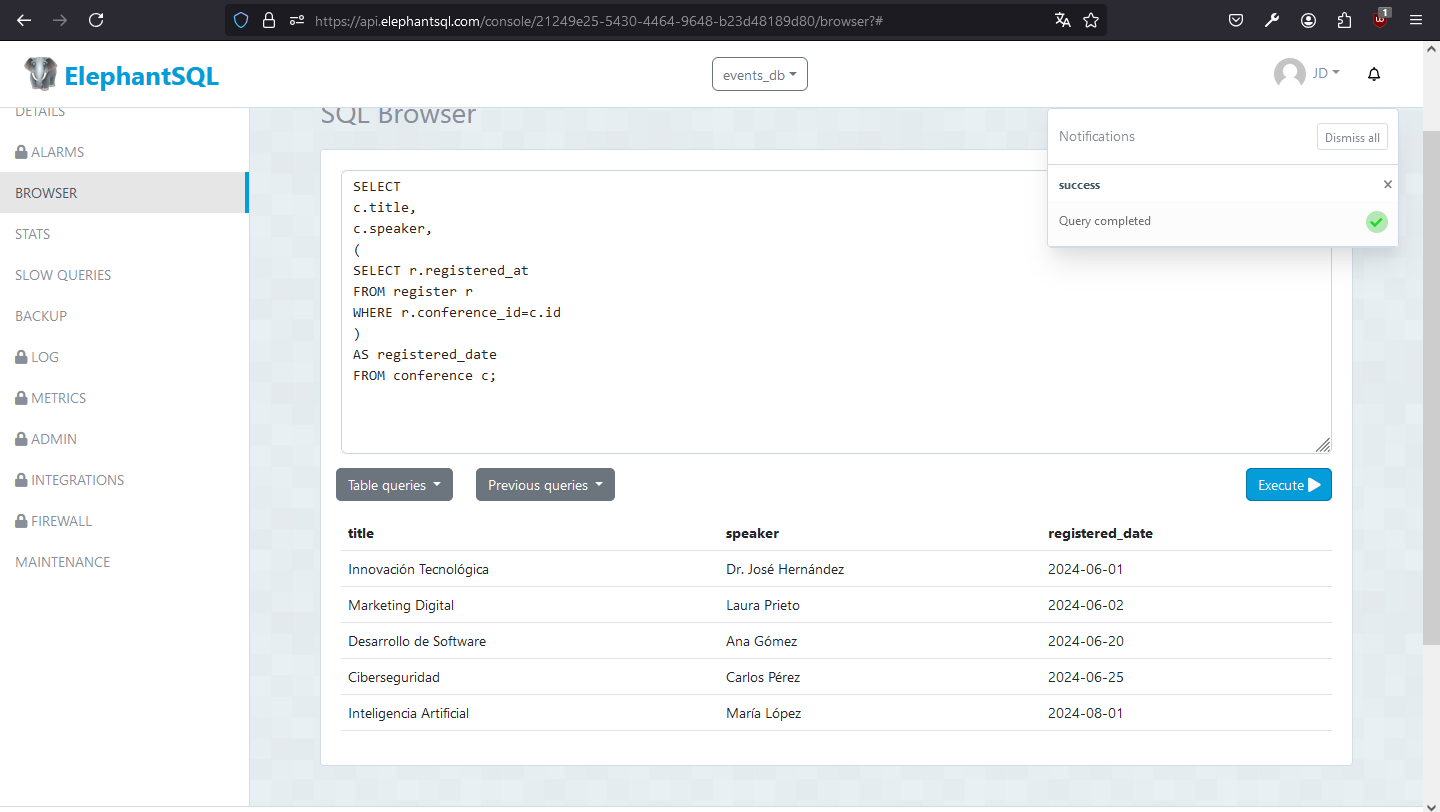 https://api.elephantsql.com/console/21249e25-5430-4464-9648-b23d48189d80/browser?#
1
ElephantSQL
events_db
JD
DETAILS
ALARMS
BROWSER
STATS
SLOW QUERIES
BACKUP
LOG
METRICS
ADMIN
INTEGRATIONS
FIREWALL
MAINTENANCE
SQL Browser
Notifications
Dismiss all
success
Query completed
SELECT
c.title,
c.speaker,
(
SELECT r.registered_at
FROM register r
WHERE r.conference_id=c.id
)
AS registered_date
FROM conference c;
Table queries
Previous queries
Execute
title speaker registered_date
Innovación Tecnológica Dr. José Hernández 2024-06-01
Marketing Digital Laura Prieto 2024-06-02
Desarrollo de Software Ana Gómez 2024-06-20
Ciberseguridad Carlos Pérez 2024-06-25
Inteligencia Artificial María López 2024-08-01